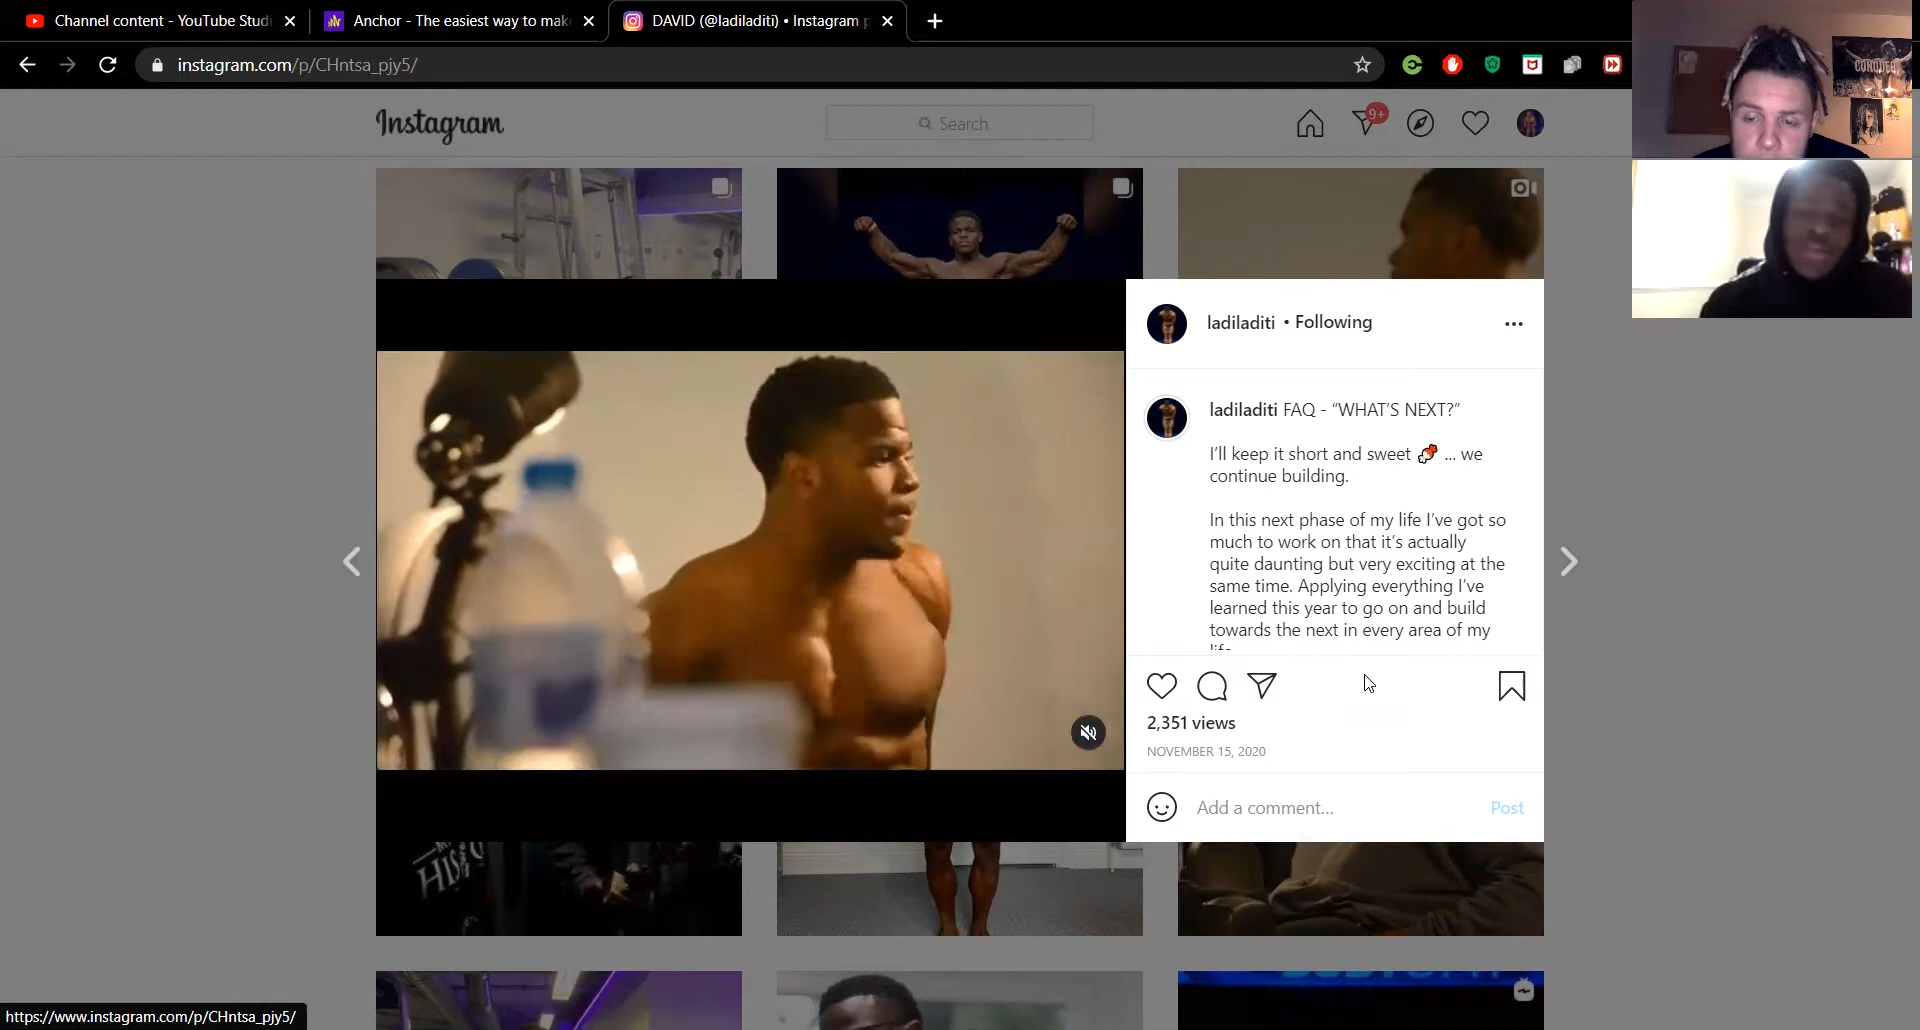 Channel content - YouTube Studi
Anchor - The easiest way to make
DAVID (@ladiladiti) • Instagram p
instagram.com/p/CHntsa_pjy5/
CONQUER
Instagram
Search
9+
ladiladiti • Following
ladiladiti FAQ - “WHAT’S NEXT?”
I’ll keep it short and sweet 📌 ... we
continue building.
In this next phase of my life I’ve got so
much to work on that it’s actually
quite daunting but very exciting at the
same time. Applying everything I’ve
learned this year to go on and build
towards the next in every area of my
life
2,351 views
NOVEMBER 15, 2020
Add a comment...
Post
https://www.instagram.com/p/CHntsa_pjy5/